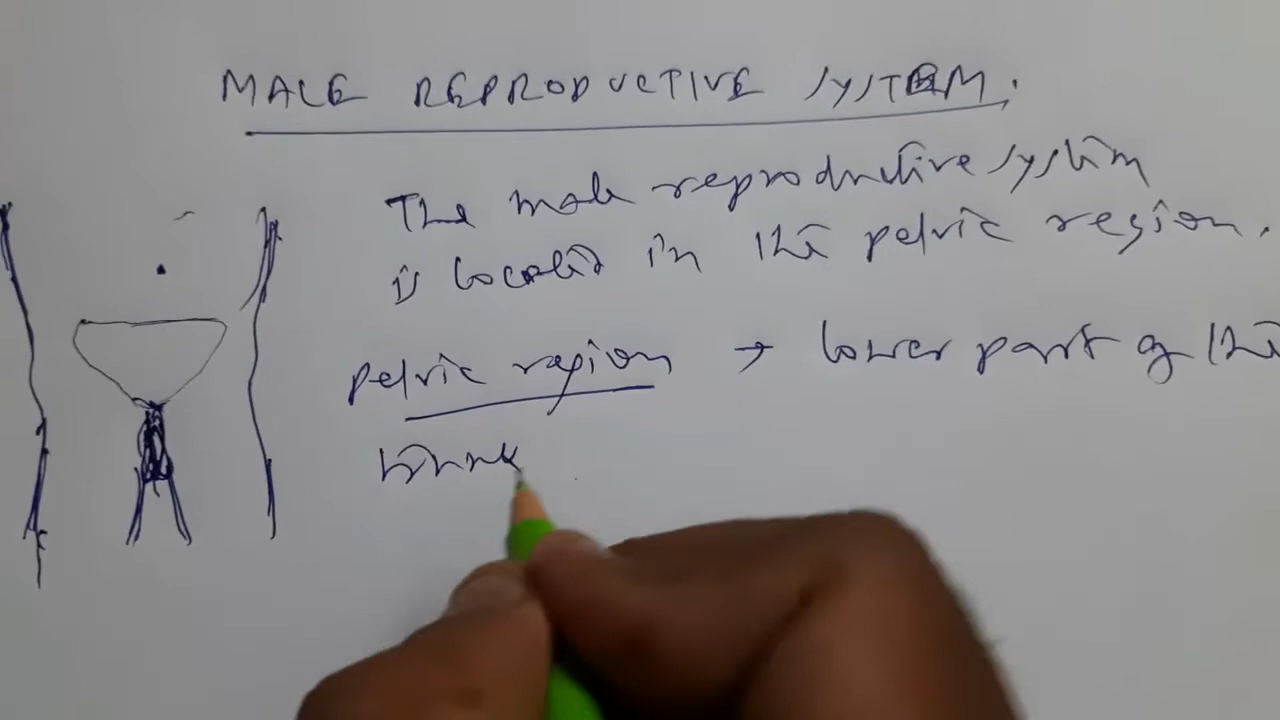 MALE REPRODUCTIVE SYSTEM.
The male reproductive system
is located in the pelvic region.
pelvic region → lower part of the